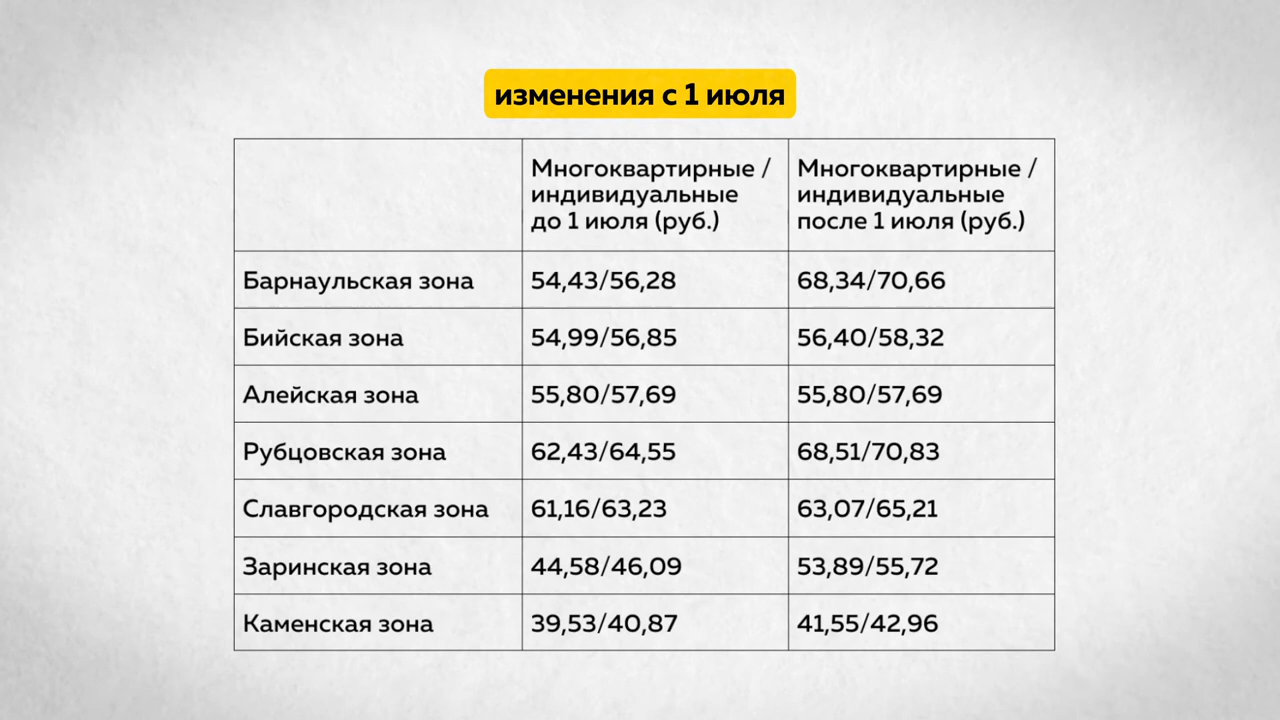 изменения с 1 июля
Многоквартирные /
индивидуальные
до 1 июля (руб.)
Многоквартирные /
индивидуальные
после 1 июля (руб.)
Барнаульская зона 54,43/56,28 68,34/70,66
Бийская зона 54,99/56,85 56,40/58,32
Алейская зона 55,80/57,69 55,80/57,69
Рубцовская зона 62,43/64,55 68,51/70,83
Славгородская зона 61,16/63,23 63,07/65,21
Заринская зона 44,58/46,09 53,89/55,72
Каменская зона 39,53/40,87 41,55/42,96